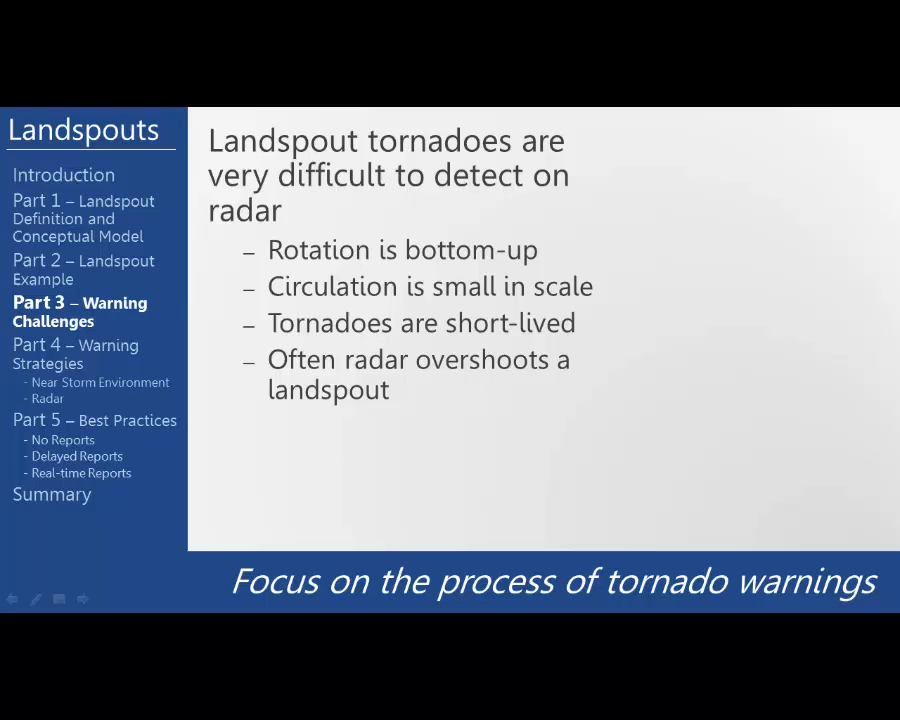 Landspouts
Introduction
Part 1 – Landspout
Definition and
Conceptual Model
Part 2 – Landspout
Example
Part 3 – Warning
Challenges
Part 4 – Warning
Strategies
- Near Storm Environment
- Radar
Part 5 – Best Practices
- No Reports
- Delayed Reports
- Real-time Reports
Summary
Landspout tornadoes are
very difficult to detect on
radar
– Rotation is bottom-up
– Circulation is small in scale
– Tornadoes are short-lived
– Often radar overshoots a
landspout
Focus on the process of tornado warnings